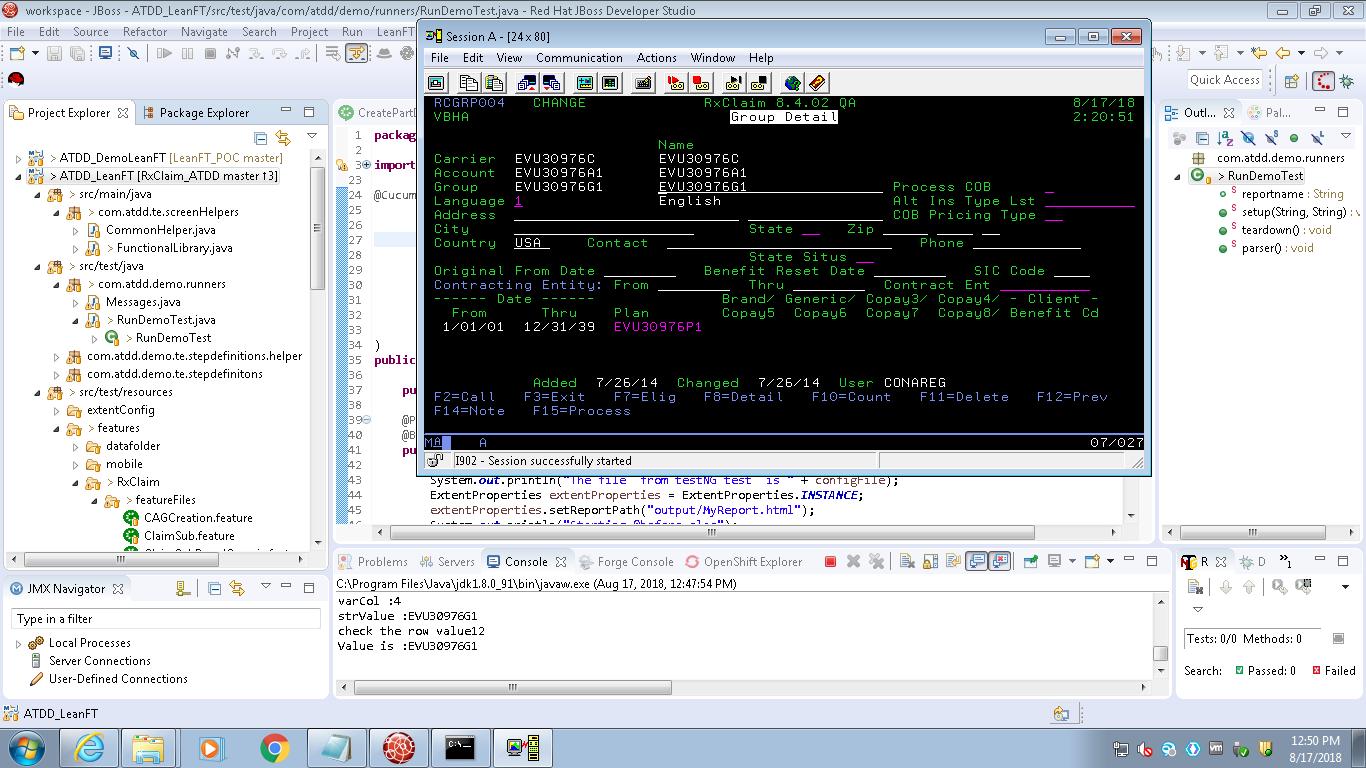 workspace - JBoss - ATDD_LeanFT/src/test/java/com/atdd/demo/runners/RunDemoTest.java - Red Hat JBoss Developer Studio
File Edit Source Refactor Navigate Search Project Run LeanFT
Quick Access
Project Explorer Package Explorer
> ATDD_DemoLeanFT [LeanFT_POC master]
> ATDD_LeanFT [RxClaim_ATDD master ↑3]
> src/main/java
> com.atdd.te.screenHelpers
CommonHelper.java
> FunctionalLibrary.java
> src/test/java
> com.atdd.demo.runners
Messages.java
> RunDemoTest.java
> RunDemoTest
com.atdd.demo.te.stepdefinitions.helper
com.atdd.demo.te.stepdefinitons
> src/test/resources
extentConfig
> features
datafolder
mobile
> RxClaim
> featureFiles
CAGCreation.feature
ClaimSub.feature
JMX Navigator
Type in a filter
Local Processes
Server Connections
User-Defined Connections
ATDD_LeanFT
1 packag
2
3 import
23
24 @Cucum
25
26
27
28
29
30
31
32
33
34 )
35 public
36
37 pu
38
39 @P
40 @B
41 pu
42
43 System.out.println("The file from testNG test is " + configFile);
44 ExtentProperties extentProperties = ExtentProperties.INSTANCE;
45 extentProperties.setReportPath("output/MyReport.html");
46
Session A - [24 x 80]
File Edit View Communication Actions Window Help
RCGRP004 CHANGE RxClaim 8.4.02 QA 8/17/18
VBHA Group Detail 2:20:51
Name
Carrier EVU30976C EVU30976C
Account EVU30976A1 EVU30976A1
Group EVU30976G1 EVU30976G1 Process COB _
Language 1 English Alt Ins Type Lst
Address COB Pricing Type __
City State __ Zip
Country USA Contact Phone
State Situs __
Original From Date Benefit Reset Date SIC Code
Contracting Entity: From Thru Contract Ent
------ Date ------ Brand/ Generic/ Copay3/ Copay4/ - Client -
From Thru Plan Copay5 Copay6 Copay7 Copay8/ Benefit Cd
1/01/01 12/31/39 EVU30976P1
Added 7/26/14 Changed 7/26/14 User CONAREG
F2=Call F3=Exit F7=Elig F8=Detail F10=Count F11=Delete F12=Prev
F14=Note F15=Process
MA A 07/027
I902 - Session successfully started
Outl... Pal...
com.atdd.demo.runners
> RunDemoTest
reportname : String
setup(String, String) : v
teardown() : void
parser() : void
Problems Servers Console Forge Console OpenShift Explorer
C:\Program Files\Java\jdk1.8.0_91\bin\javaw.exe (Aug 17, 2018, 12:47:54 PM)
varCol :4
strValue :EVU30976G1
check the row value12
Value is :EVU30976G1
R D »1
Tests: 0/0 Methods: 0
Search: Passed: 0 Failed
12:50 PM
8/17/2018